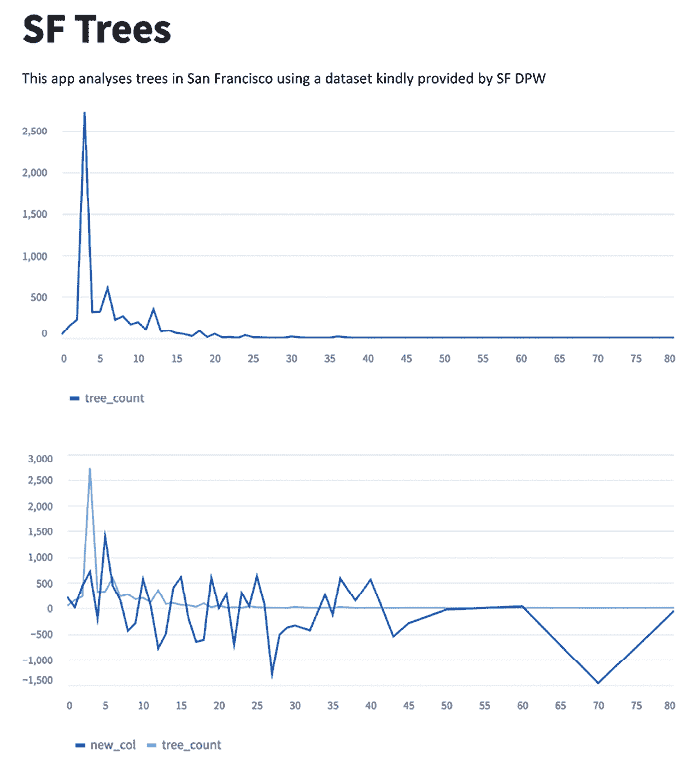 SF Trees
This app analyses trees in San Francisco using a dataset kindly provided by SF DPW
2,500
2,000
1,500
1,000
500
0
0 5 10 15 20 25 30 35 40 45 50 55 60 65 70 75 80
tree_count
3,000
2,500
2,000
1,500
1,000
500
0
−500
−1,000
−1,500
0 5 10 15 20 25 30 35 40 45 50 55 60 65 70 75 80
new_col tree_count